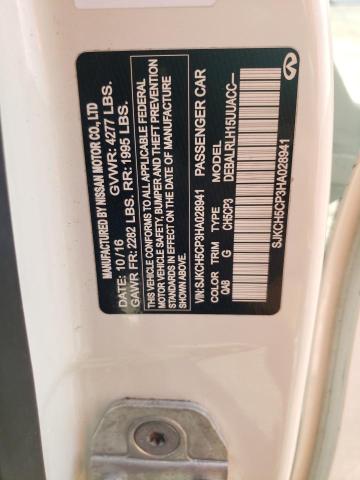 MANUFACTURED BY NISSAN MOTOR CO., LTD
GVWR: 4277 LBS.
DATE: 10/16
GAWR FR: 2282 LBS. RR: 1995 LBS.
THIS VEHICLE CONFORMS TO ALL APPLICABLE FEDERAL
MOTOR VEHICLE SAFETY, BUMPER, AND THEFT PREVENTION
STANDARDS IN EFFECT ON THE DATE OF MANUFACTURE
SHOWN ABOVE.
VIN: SJKCH5CP3HA028941 PASSENGER CAR
COLOR TRIM TYPE MODEL
QAB G CH5CP3 DEBALRLH15UUACC—
SJKCH5CP3HA028941